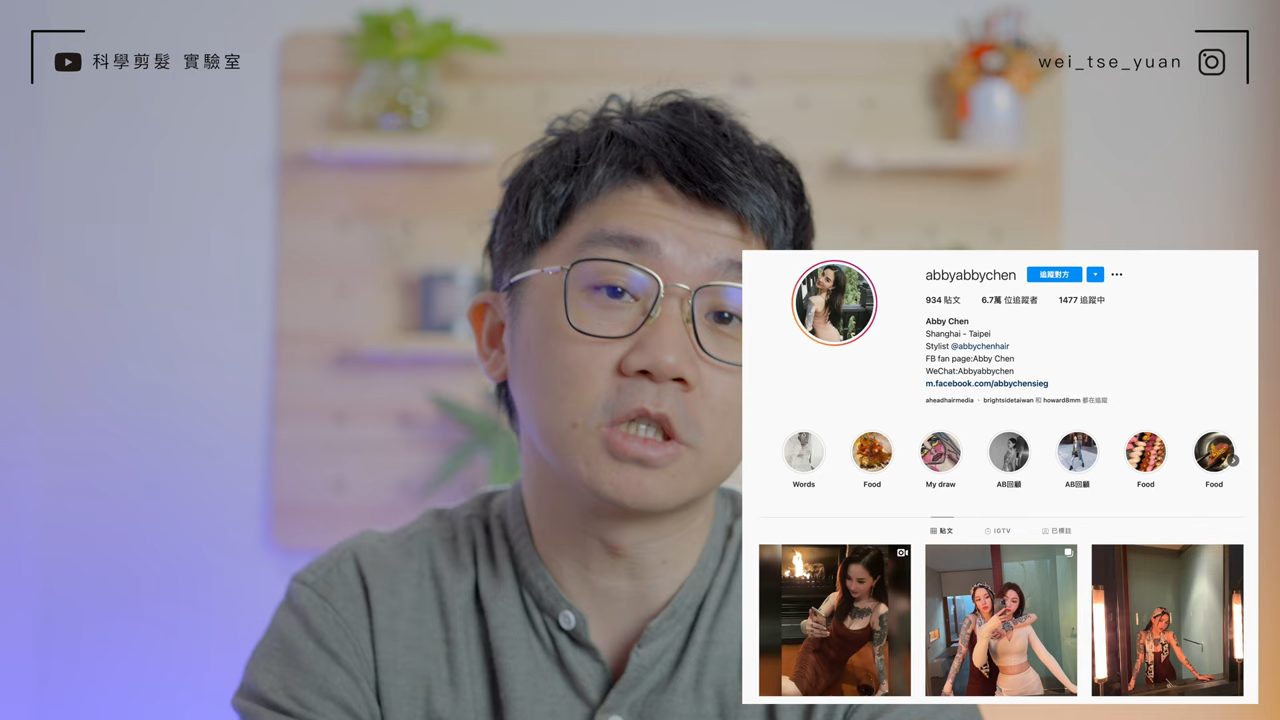 科學剪髮 實驗室
wei_tse_yuan
abbyabbychen 追蹤對方
934 貼文 6.7萬 位追蹤者 1477 追蹤中
Abby Chen
Shanghai - Taipei
Stylist @abbychenhair
FB fan page:Abby Chen
WeChat:Abbyabbychen
m.facebook.com/abbychensieg
aheadhairmedia、brightsidetaiwan 和 howard8mm 都在追蹤
Words Food My draw AB回顧 AB回顧 Food Food
貼文 IGTV 已標註